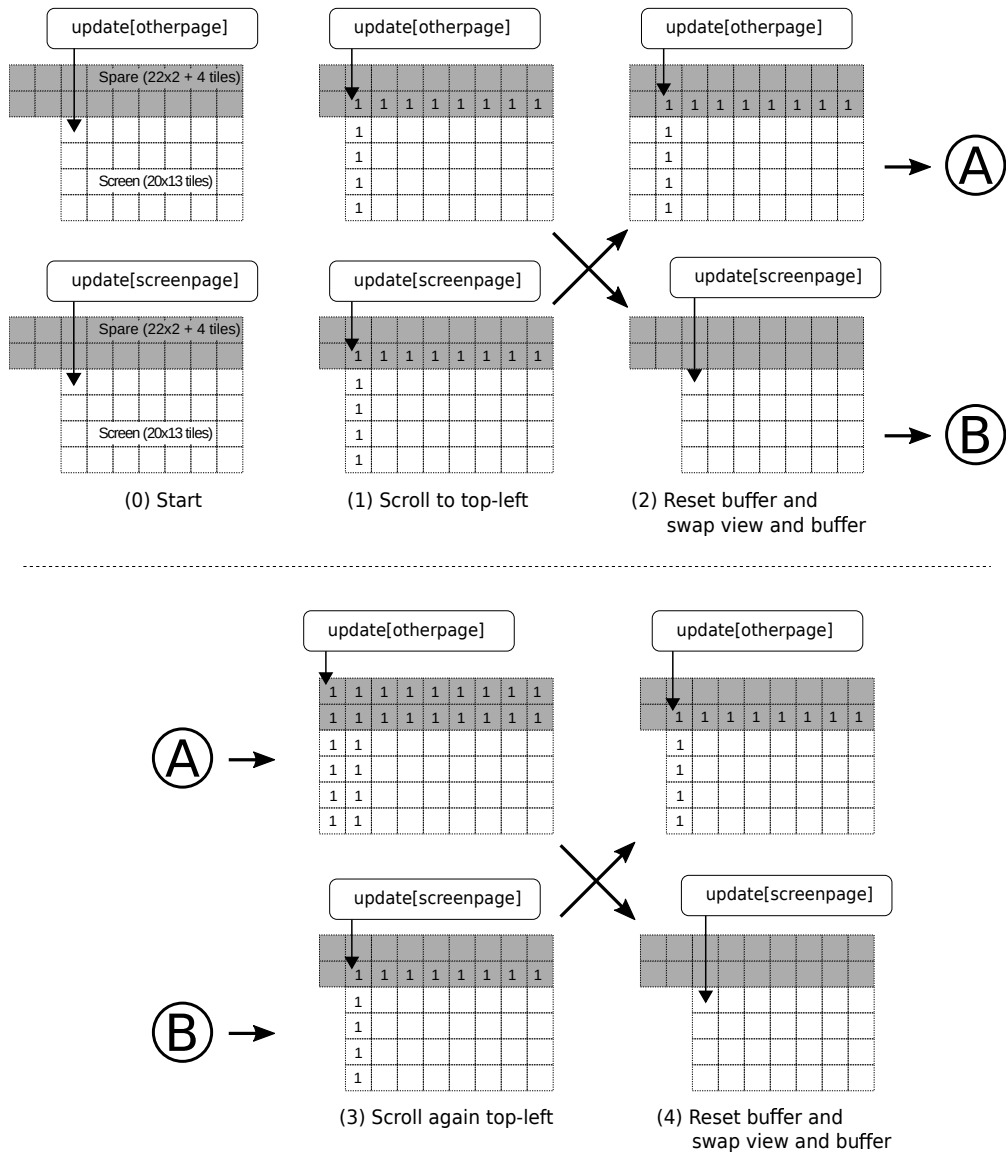 update[otherpage] update[otherpage] update[otherpage]
Spare (22x2 + 4 tiles)
1 1 1 1 1 1 1 1 1 1 1 1 1 1 1 1
1 1
1 1
Screen (20x13 tiles) 1 1
1 1
A
update[screenpage] update[screenpage] update[screenpage]
Spare (22x2 + 4 tiles)
1 1 1 1 1 1 1 1
1
1
Screen (20x13 tiles) 1
1
B
(0) Start (1) Scroll to top-left (2) Reset buffer and
swap view and buffer
update[otherpage] update[otherpage]
1 1 1 1 1 1 1 1 1
1 1 1 1 1 1 1 1 1 1 1 1 1 1 1 1 1
1 1 1
1 1 1
1 1 1
1 1 1
A
update[screenpage] update[screenpage]
1 1 1 1 1 1 1 1
1
1
1
1
B
(3) Scroll again top-left (4) Reset buffer and
swap view and buffer